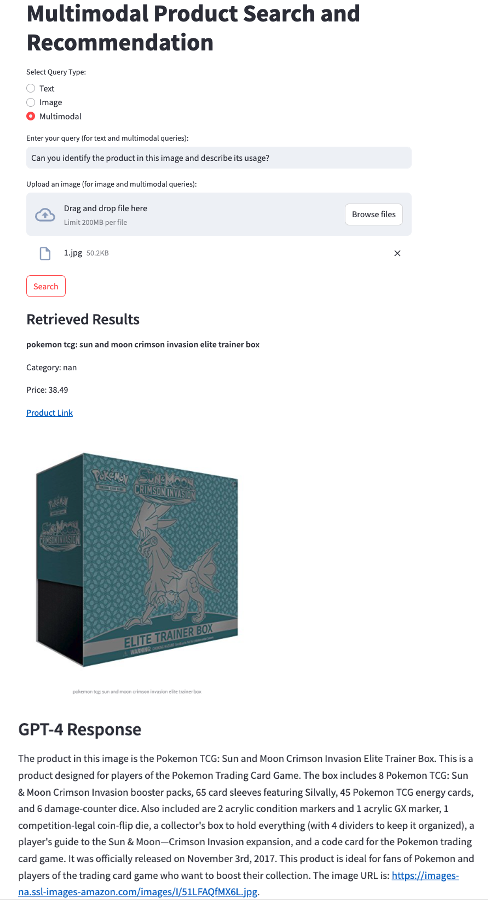 Multimodal Product Search and
Recommendation
Select Query Type:
Text
Image
Multimodal
Enter your query (for text and multimodal queries):
Can you identify the product in this image and describe its usage?
Upload an image (for image and multimodal queries):
Drag and drop file here
Limit 200MB per file
Browse files
1.jpg 50.2KB
Search
Retrieved Results
pokemon tcg: sun and moon crimson invasion elite trainer box
Category: nan
Price: 38.49
Product Link
POKéMON
SUN & MOON
CRIMSON INVASION
POKéMON
CRIMSON INVASION
ELITE TRAINER BOX
WARNING
pokemon tcg: sun and moon crimson invasion elite trainer box
GPT-4 Response
The product in this image is the Pokemon TCG: Sun and Moon Crimson Invasion Elite Trainer Box. This is a
product designed for players of the Pokemon Trading Card Game. The box includes 8 Pokemon TCG: Sun
& Moon Crimson Invasion booster packs, 65 card sleeves featuring Silvally, 45 Pokemon TCG energy cards,
and 6 damage-counter dice. Also included are 2 acrylic condition markers and 1 acrylic GX marker, 1
competition-legal coin-flip die, a collector's box to hold everything (with 4 dividers to keep it organized), a
player's guide to the Sun & Moon—Crimson Invasion expansion, and a code card for the Pokemon trading
card game. It was officially released on November 3rd, 2017. This product is ideal for fans of Pokemon and
players of the trading card game who want to boost their collection. The image URL is: https://images-
na.ssl-images-amazon.com/images/I/51LFAQfMX6L.jpg.